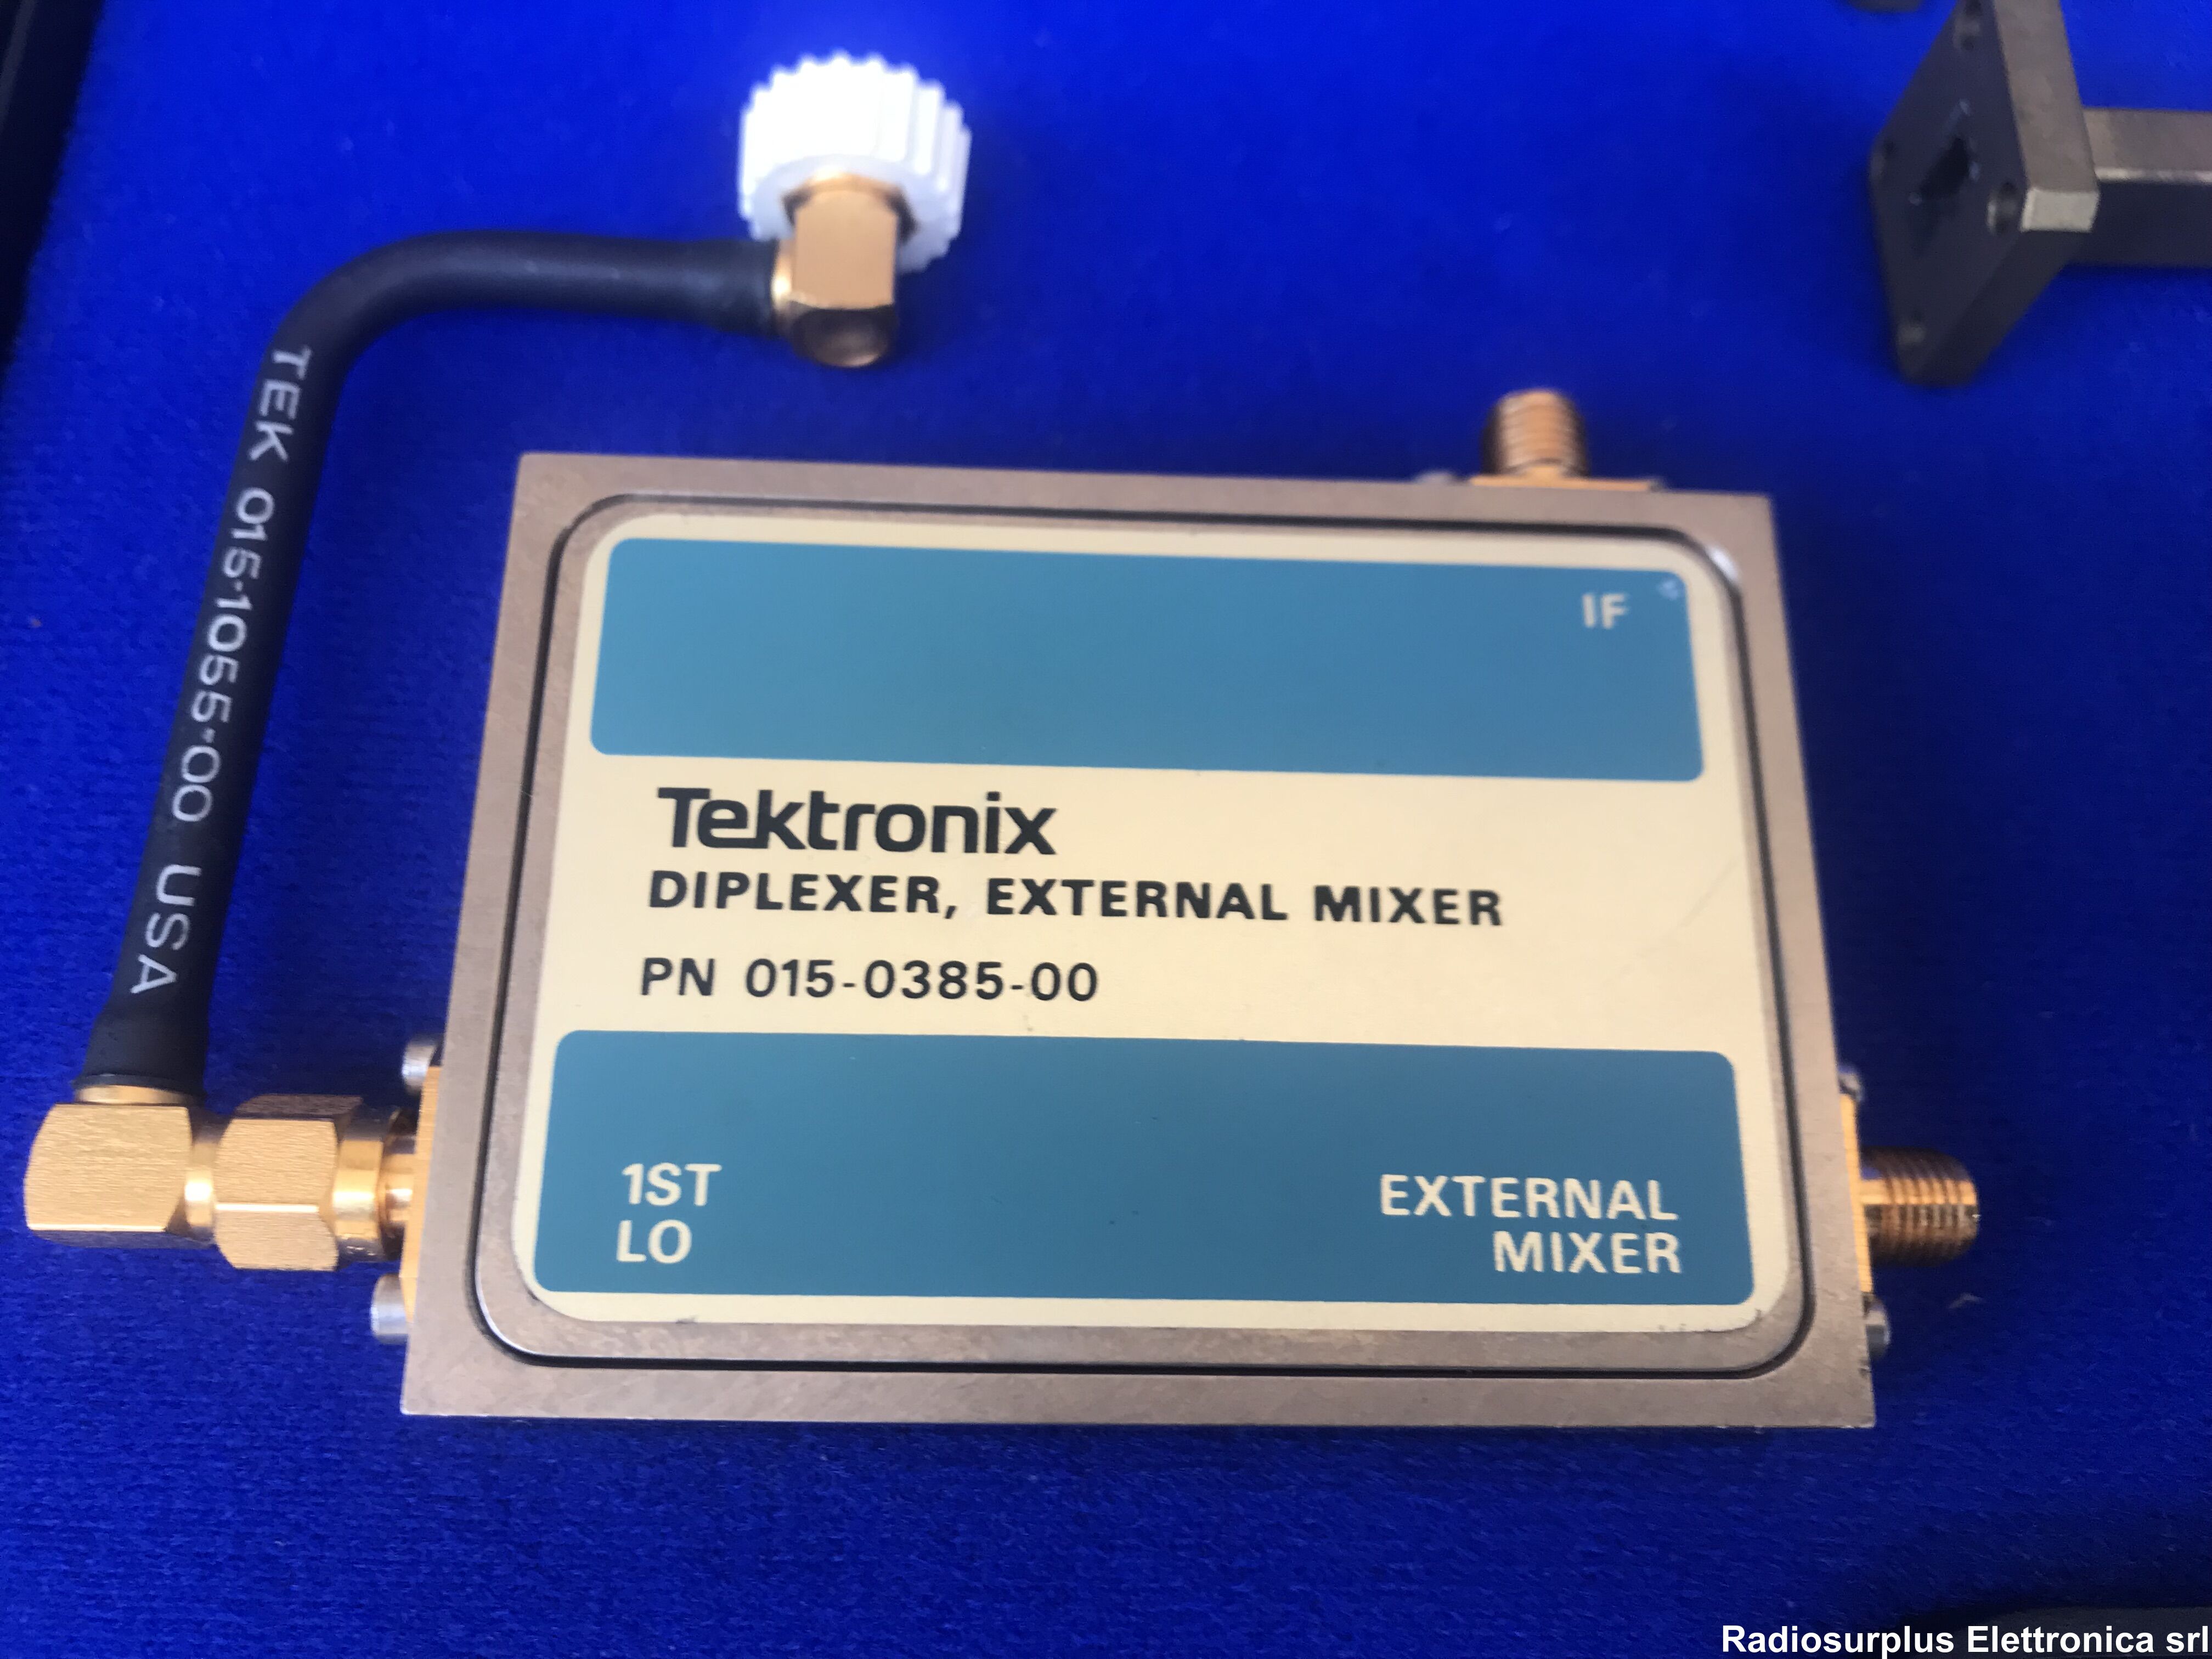 TEK 015-1055-00 USA
IF
Tektronix
DIPLEXER, EXTERNAL MIXER
PN 015-0385-00
1ST
LO
EXTERNAL
MIXER
Radiosurplus Elettronica srl